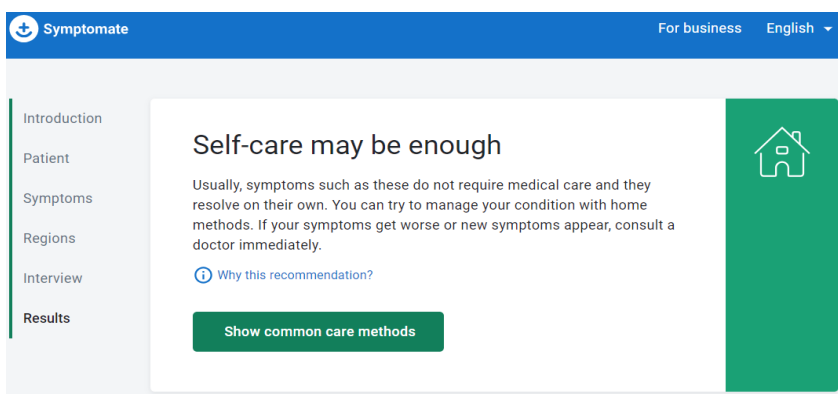 Symptomate
For business English
Introduction
Patient
Symptoms
Regions
Interview
Results
Self-care may be enough
Usually, symptoms such as these do not require medical care and they
resolve on their own. You can try to manage your condition with home
methods. If your symptoms get worse or new symptoms appear, consult a
doctor immediately.
Why this recommendation?
Show common care methods